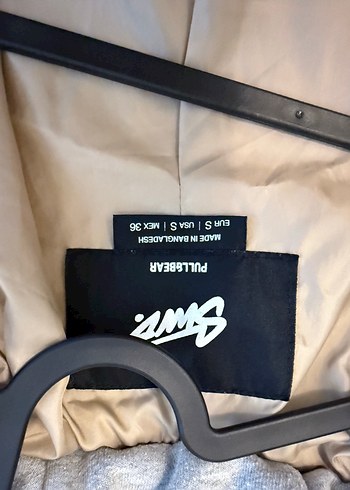 PULL&BEAR
MADE IN BANGLADESH
EUR S | USA S | MEX 36